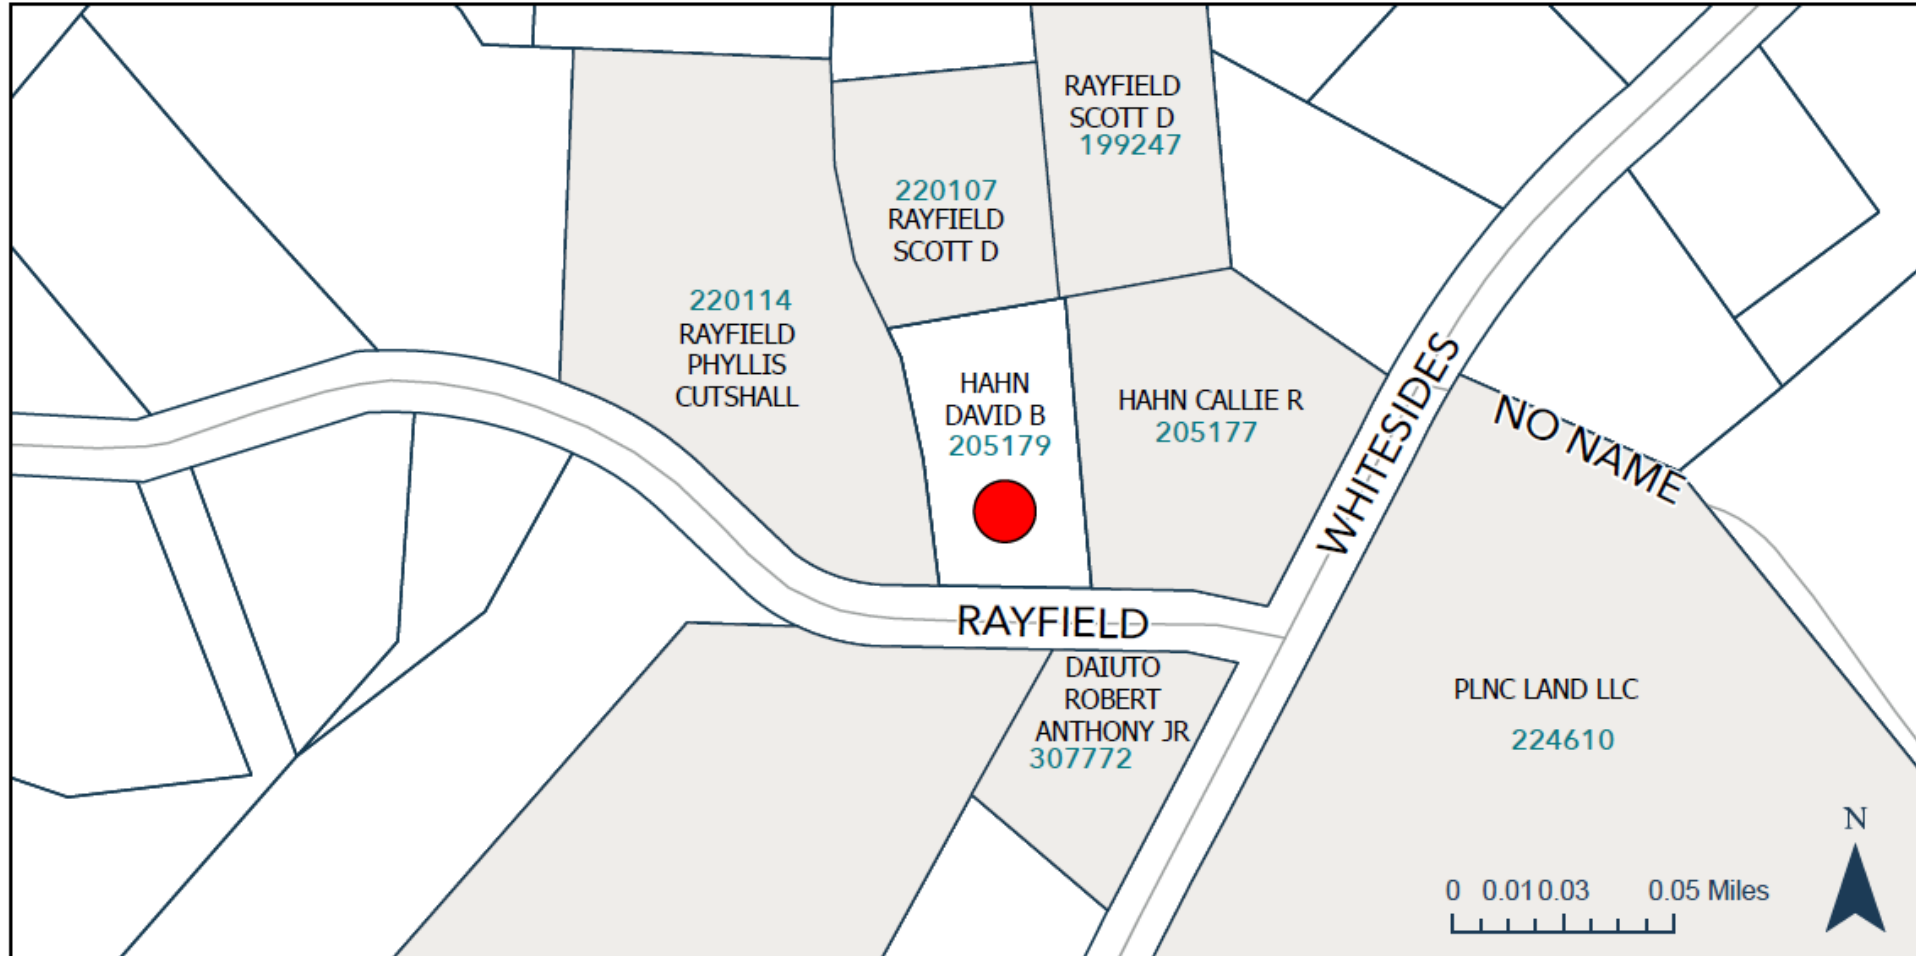 RAYFIELD
SCOTT D
199247
220107
RAYFIELD
SCOTT D
220114
RAYFIELD
PHYLLIS
CUTSHALL
HAHN
DAVID B
205179
HAHN CALLIE R
205177
WHITESIDES
NO NAME
RAYFIELD
DAIUTO
ROBERT
ANTHONY JR
307772
PLNC LAND LLC
224610
N
0 0.01 0.03 0.05 Miles